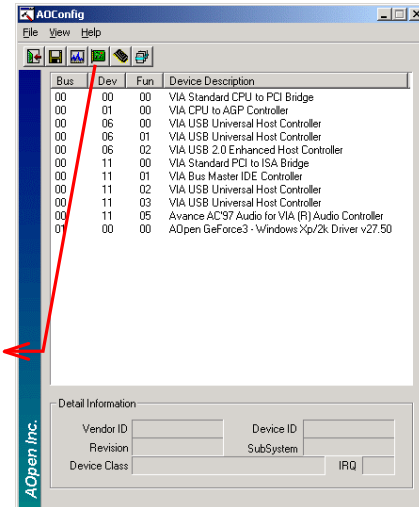 AOConfig
File View Help
Bus Dev Fun Device Description
00 00 00 VIA Standard CPU to PCI Bridge
00 01 00 VIA CPU to AGP Controller
00 06 00 VIA USB Universal Host Controller
00 06 01 VIA USB Universal Host Controller
00 06 02 VIA USB 2.0 Enhanced Host Controller
00 11 00 VIA Standard PCI to ISA Bridge
00 11 01 VIA Bus Master IDE Controller
00 11 02 VIA USB Universal Host Controller
00 11 03 VIA USB Universal Host Controller
00 11 05 Avance AC'97 Audio for VIA (R) Audio Controller
01 00 00 AOpen GeForce3 - Windows Xp/2k Driver v27.50
Detail Information
Vendor ID Device ID
Revision SubSystem
Device Class IRQ
AOpen Inc.